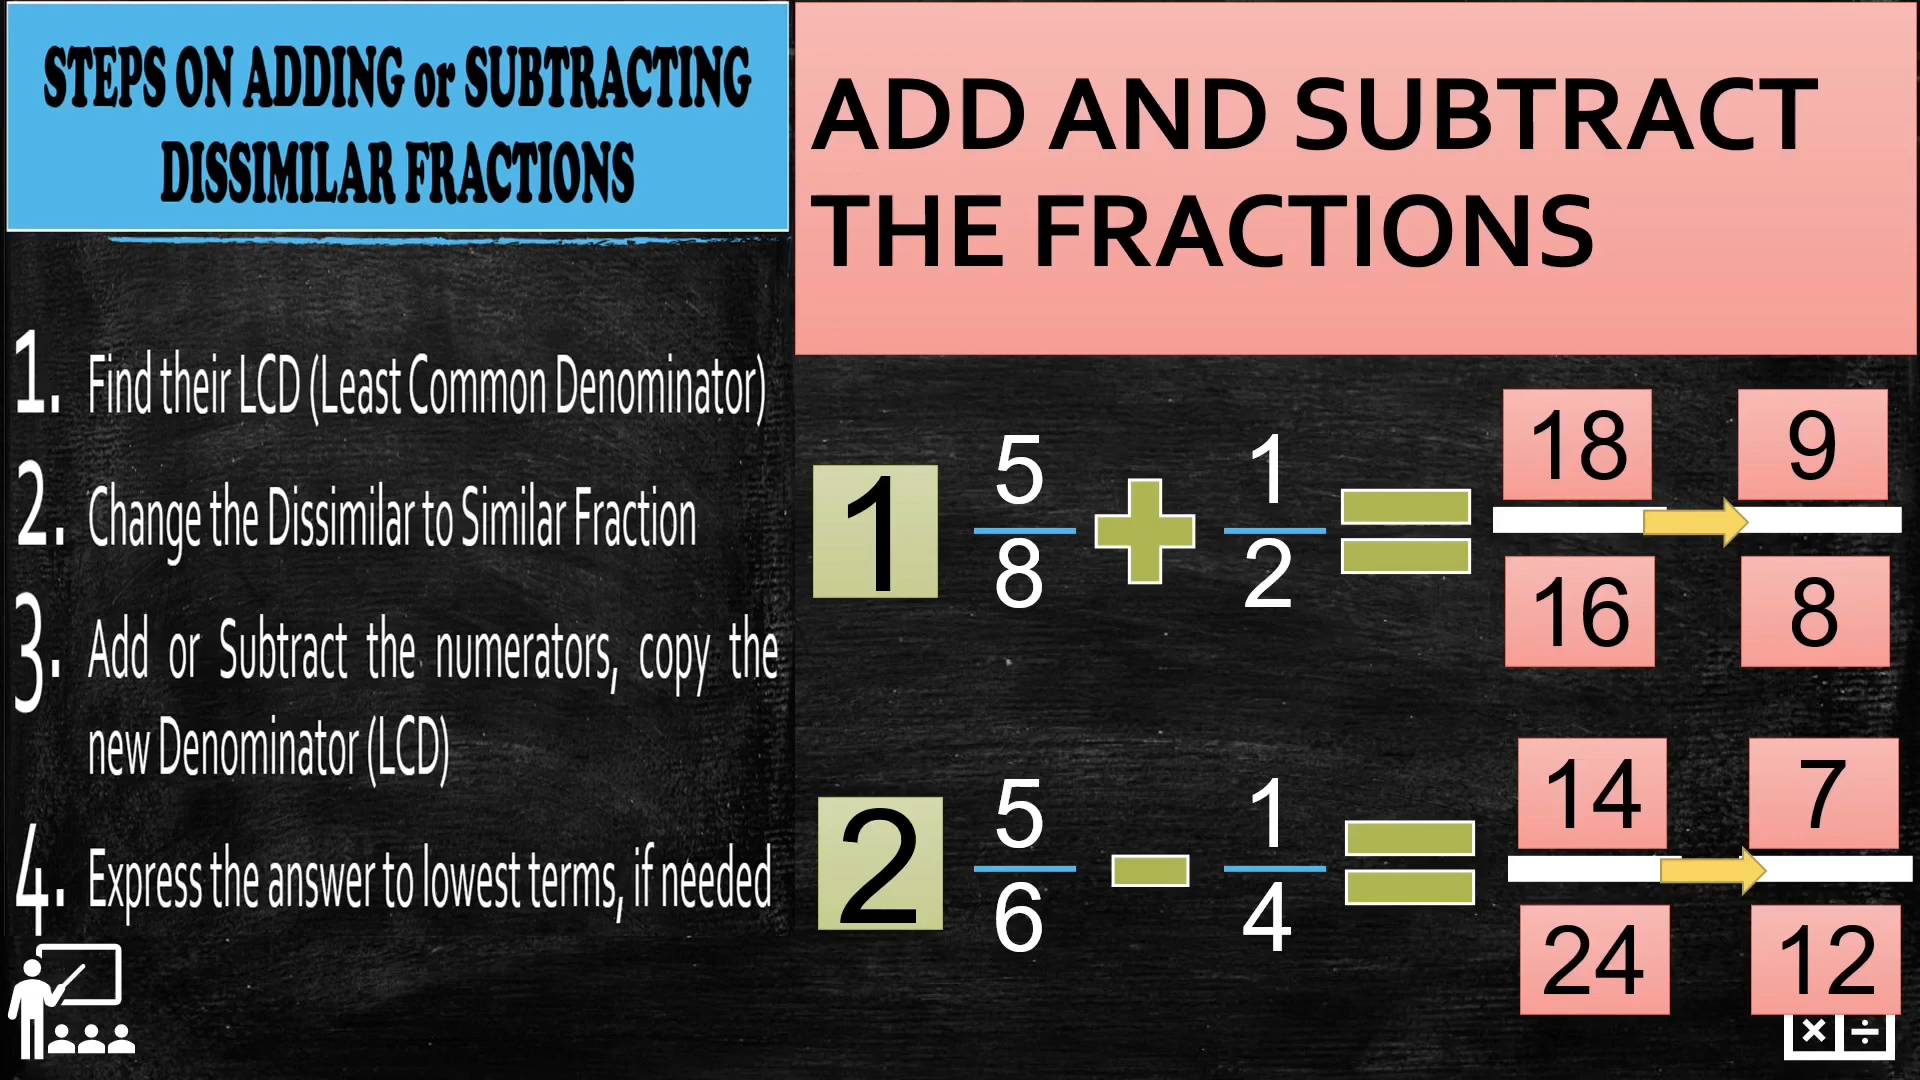 STEPS ON ADDING or SUBTRACTING
DISSIMILAR FRACTIONS
1. Find their LCD (Least Common Denominator)
2. Change the Dissimilar to Similar Fraction
3. Add or Subtract the numerators, copy the
new Denominator (LCD)
4. Express the answer to lowest terms, if needed
ADD AND SUBTRACT
THE FRACTIONS
1 5/8 + 1/2 = 18/16 → 9/8
2 5/6 - 1/4 = 14/24 → 7/12
× ÷